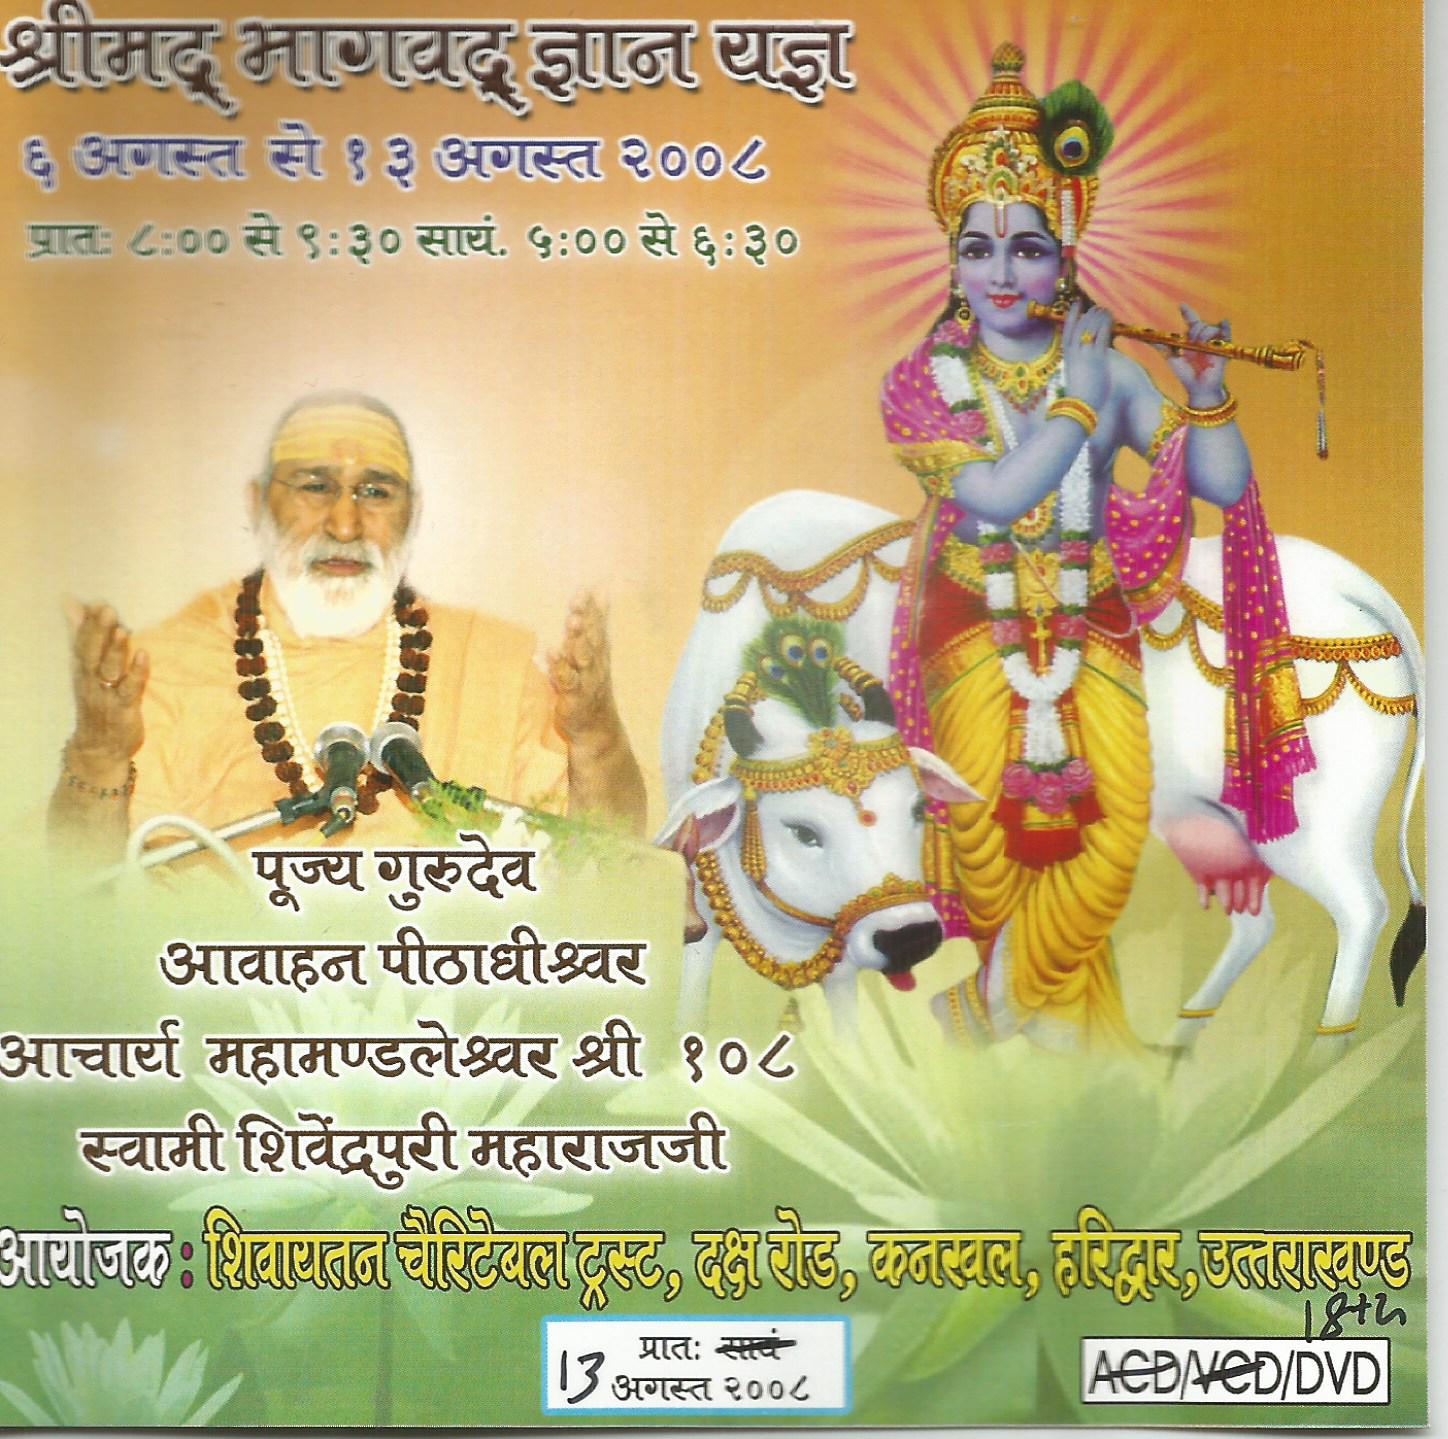 श्रीमद् भागवद् ज्ञान यज्ञ
६ अगस्त से १३ अगस्त २००८
प्रातः ८:०० से ९:३० सायं. ५:०० से ६:३०
पूज्य गुरुदेव
आवाहन पीठाधीश्वर
आचार्य महामण्डलेश्वर श्री १०८
स्वामी शिवेंद्रपुरी महाराजजी
आयोजक : शिवायतन चैरिटेबल ट्रस्ट, दक्ष रोड, कनखल, हरिद्वार, उत्तराखण्ड
18th
प्रातः सायं
13 अगस्त २००८
ACD/VCD/DVD